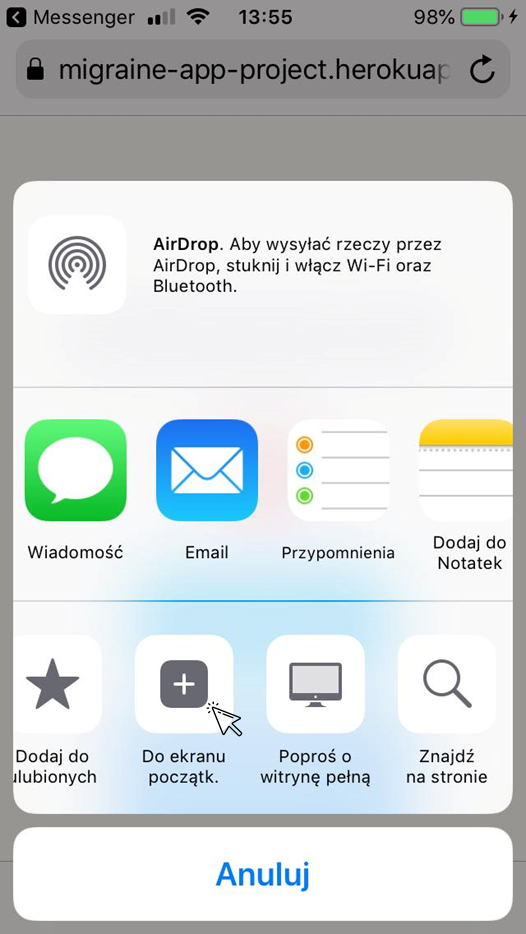 Messenger 13:55 98%
migraine-app-project.herokuap
AirDrop. Aby wysyłać rzeczy przez
AirDrop, stuknij i włącz Wi-Fi oraz
Bluetooth.
Wiadomość
Email
Przypomnienia
Dodaj do
Notatek
Dodaj do
ulubionych
Do ekranu
początk.
Poproś o
witrynę pełną
Znajdź
na stronie
Anuluj